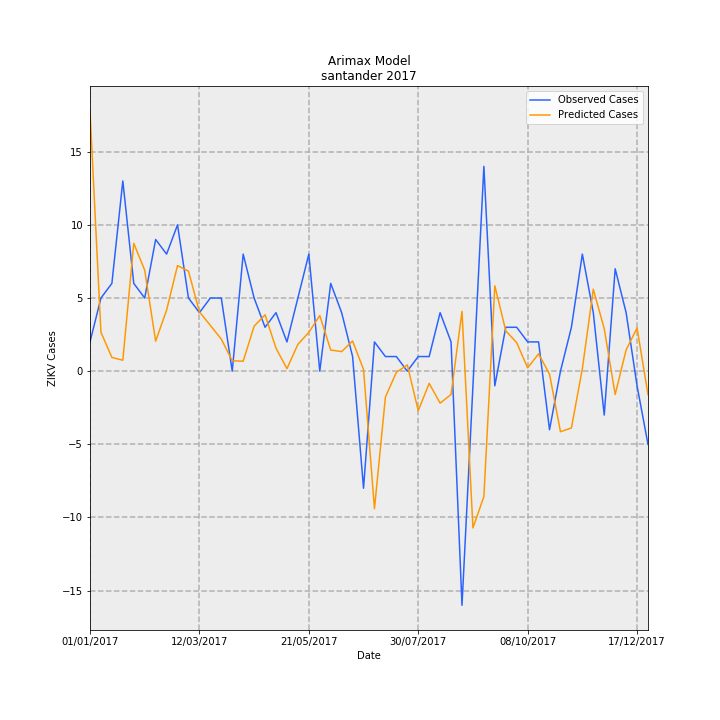 Arimax Model
santander 2017
Observed Cases
Predicted Cases
15
10
5
0
−5
−10
−15
ZIKV Cases
01/01/2017 12/03/2017 21/05/2017 30/07/2017 08/10/2017 17/12/2017
Date